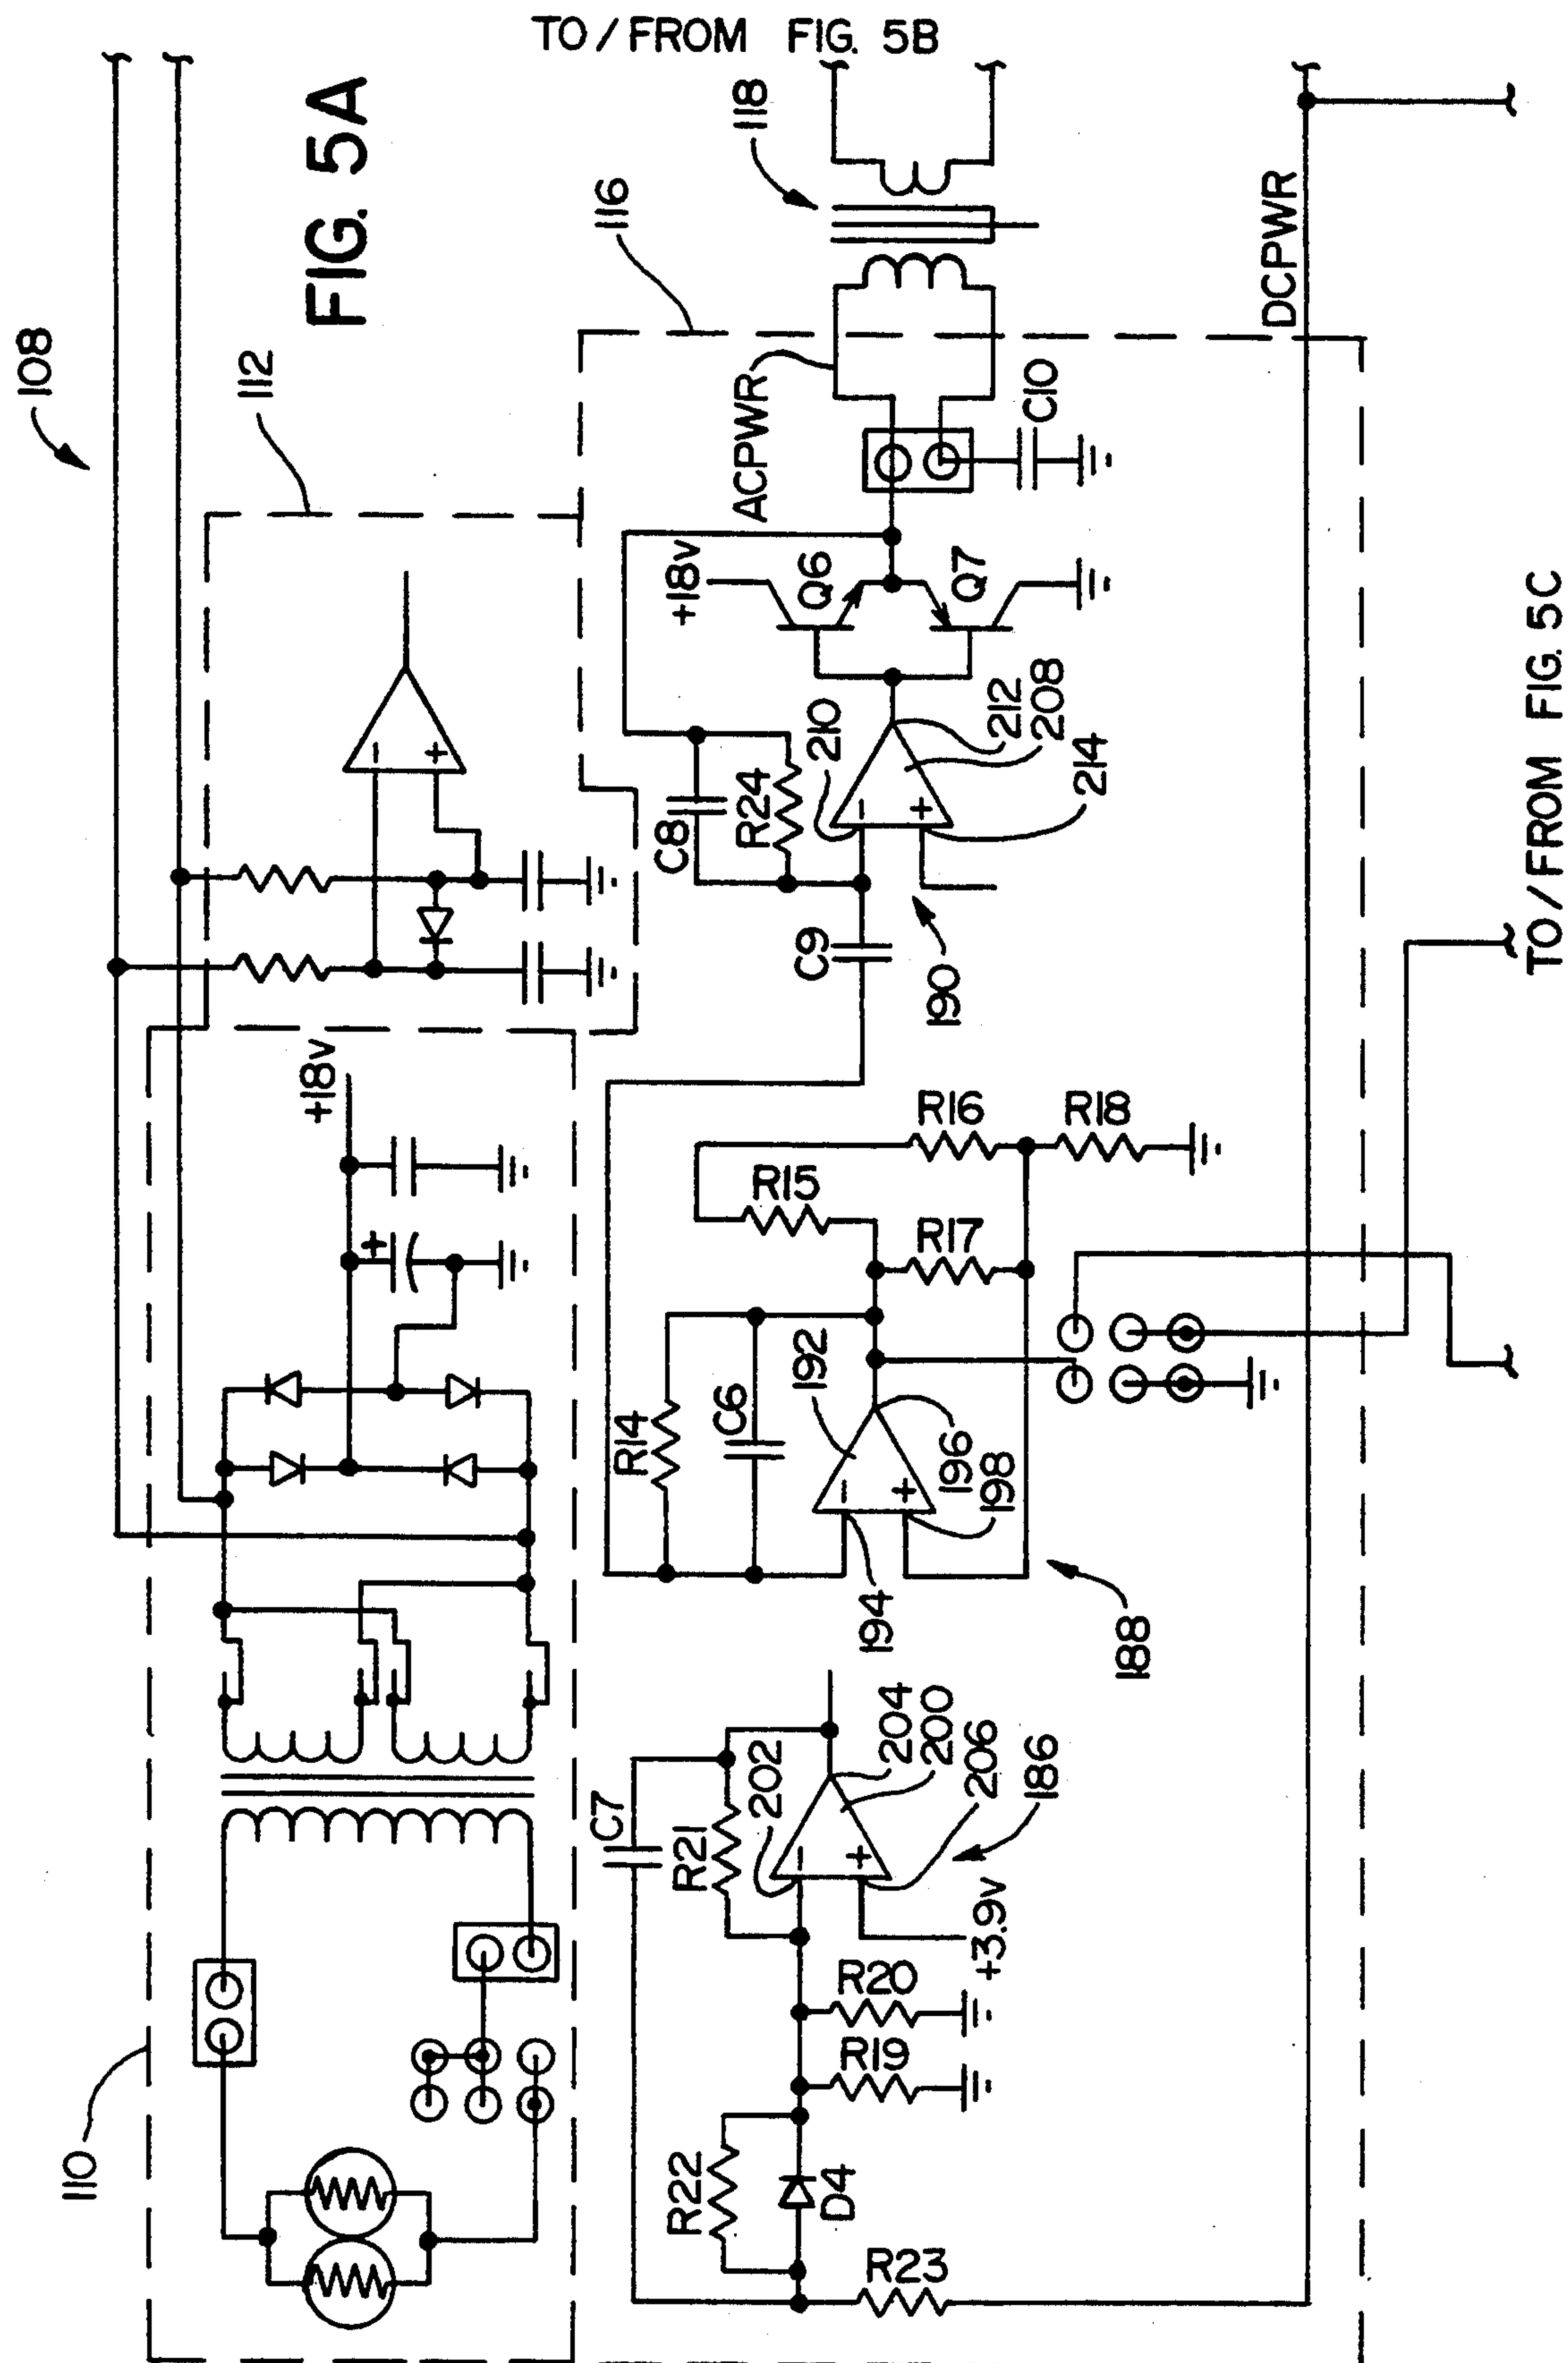 TO/FROM FIG. 5B
FIG. 5A
108
118
116
112
DCPWR
ACPWR
C10
+18v
Q6
Q7
210
212
208
214
C8
R24
TO/FROM FIG. 5C
C9
190
+18v
R16
R18
R15
R17
192
R14
C6
196
198
194
188
204
200
206
202
186
C7
R21
+3.9v
R20
R19
110
R22
D4
R23